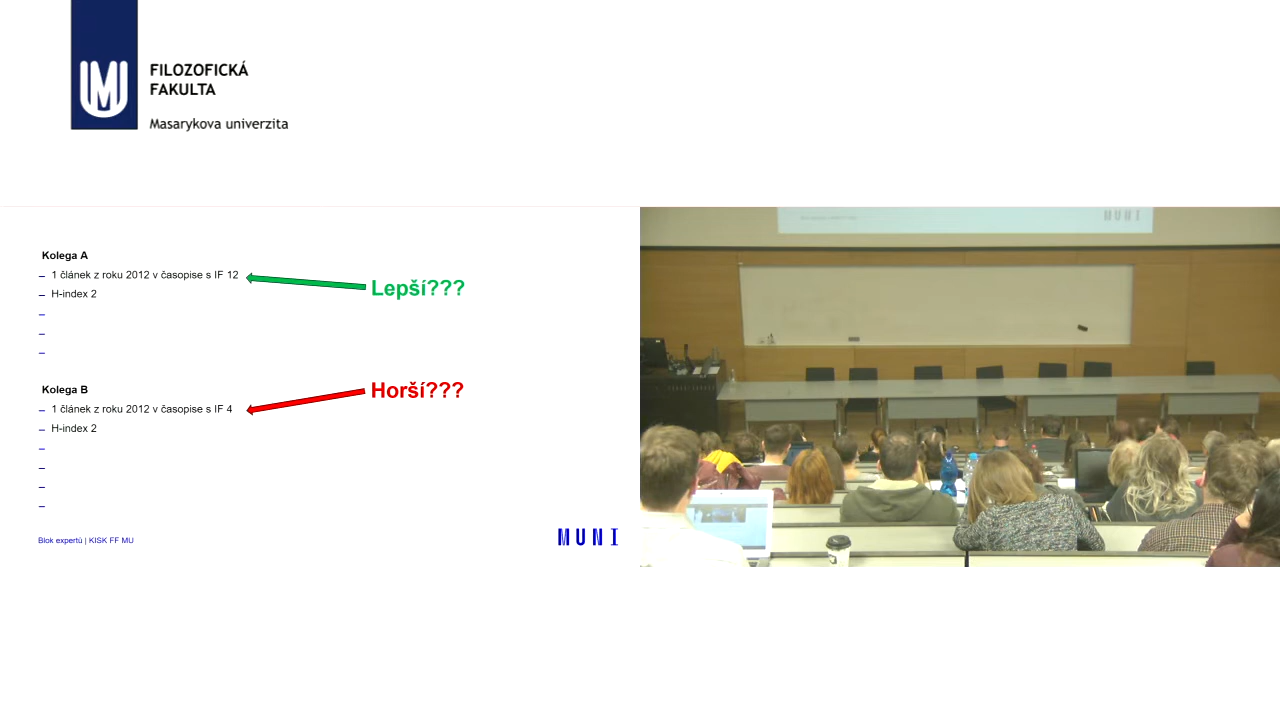 FILOZOFICKÁ
FAKULTA
Masarykova univerzita
Kolega A
– 1 článek z roku 2012 v časopise s IF 12
– H-index 2
–
–
–
Lepší???
Kolega B
– 1 článek z roku 2012 v časopise s IF 4
– H-index 2
–
–
–
–
Horší???
Blok expertů | KISK FF MU
MUNI
MUNI